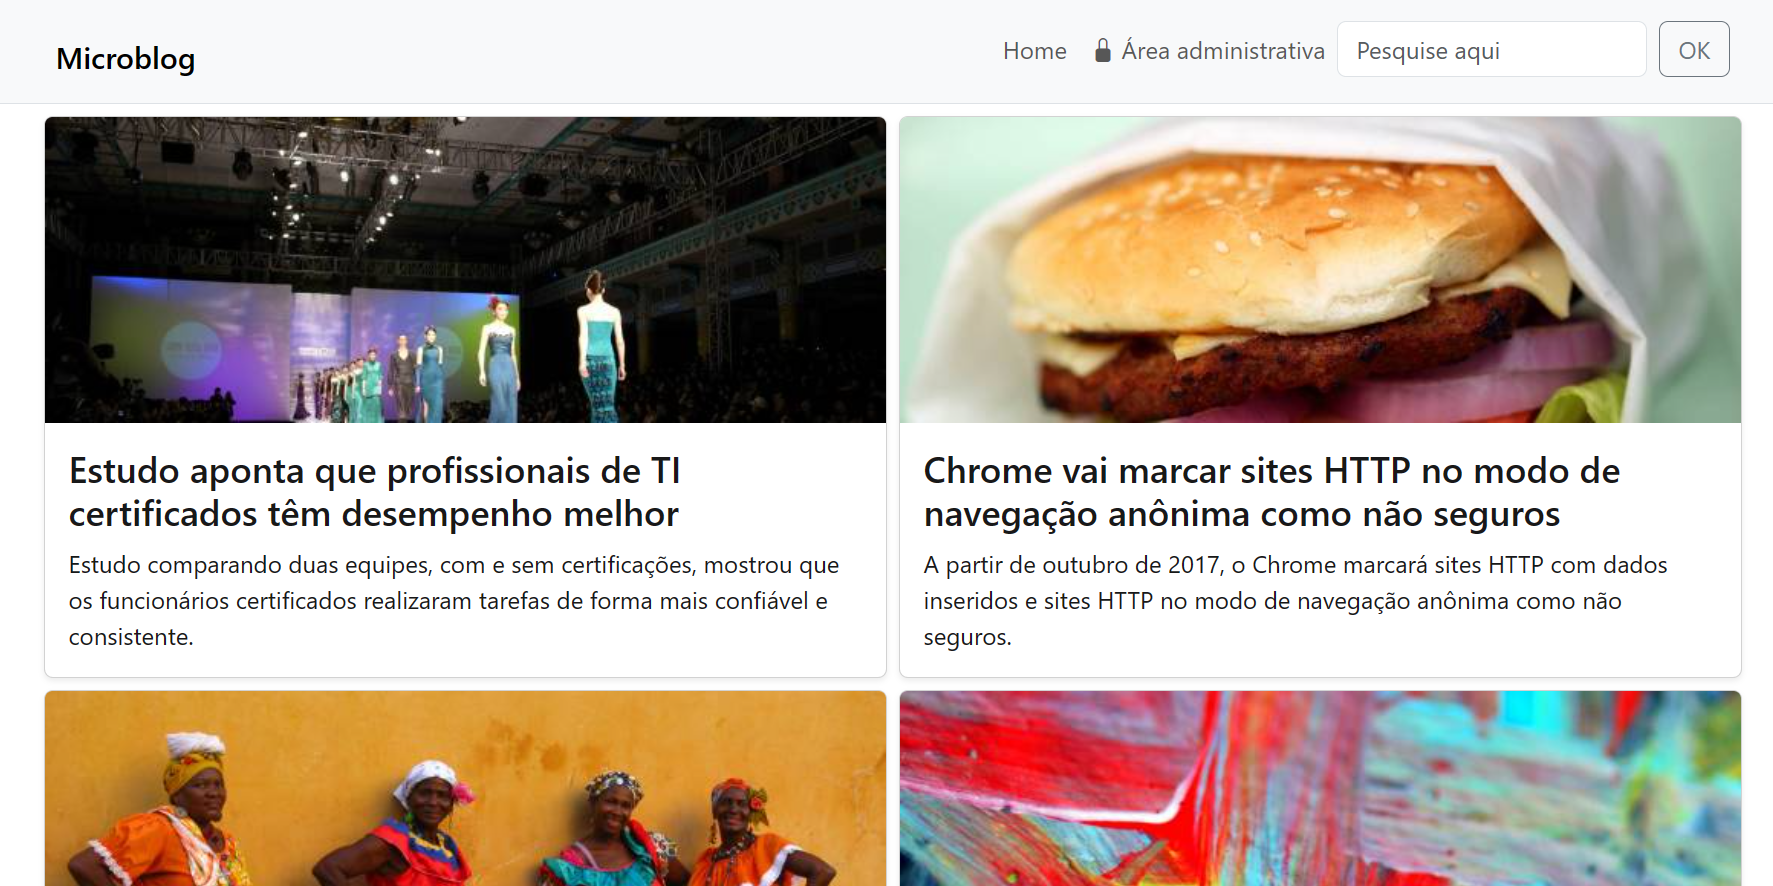 Microblog
Home
Área administrativa
Pesquise aqui
OK
Estudo aponta que profissionais de TI
certificados têm desempenho melhor
Estudo comparando duas equipes, com e sem certificações, mostrou que
os funcionários certificados realizaram tarefas de forma mais confiável e
consistente.
Chrome vai marcar sites HTTP no modo de
navegação anônima como não seguros
A partir de outubro de 2017, o Chrome marcará sites HTTP com dados
inseridos e sites HTTP no modo de navegação anônima como não
seguros.